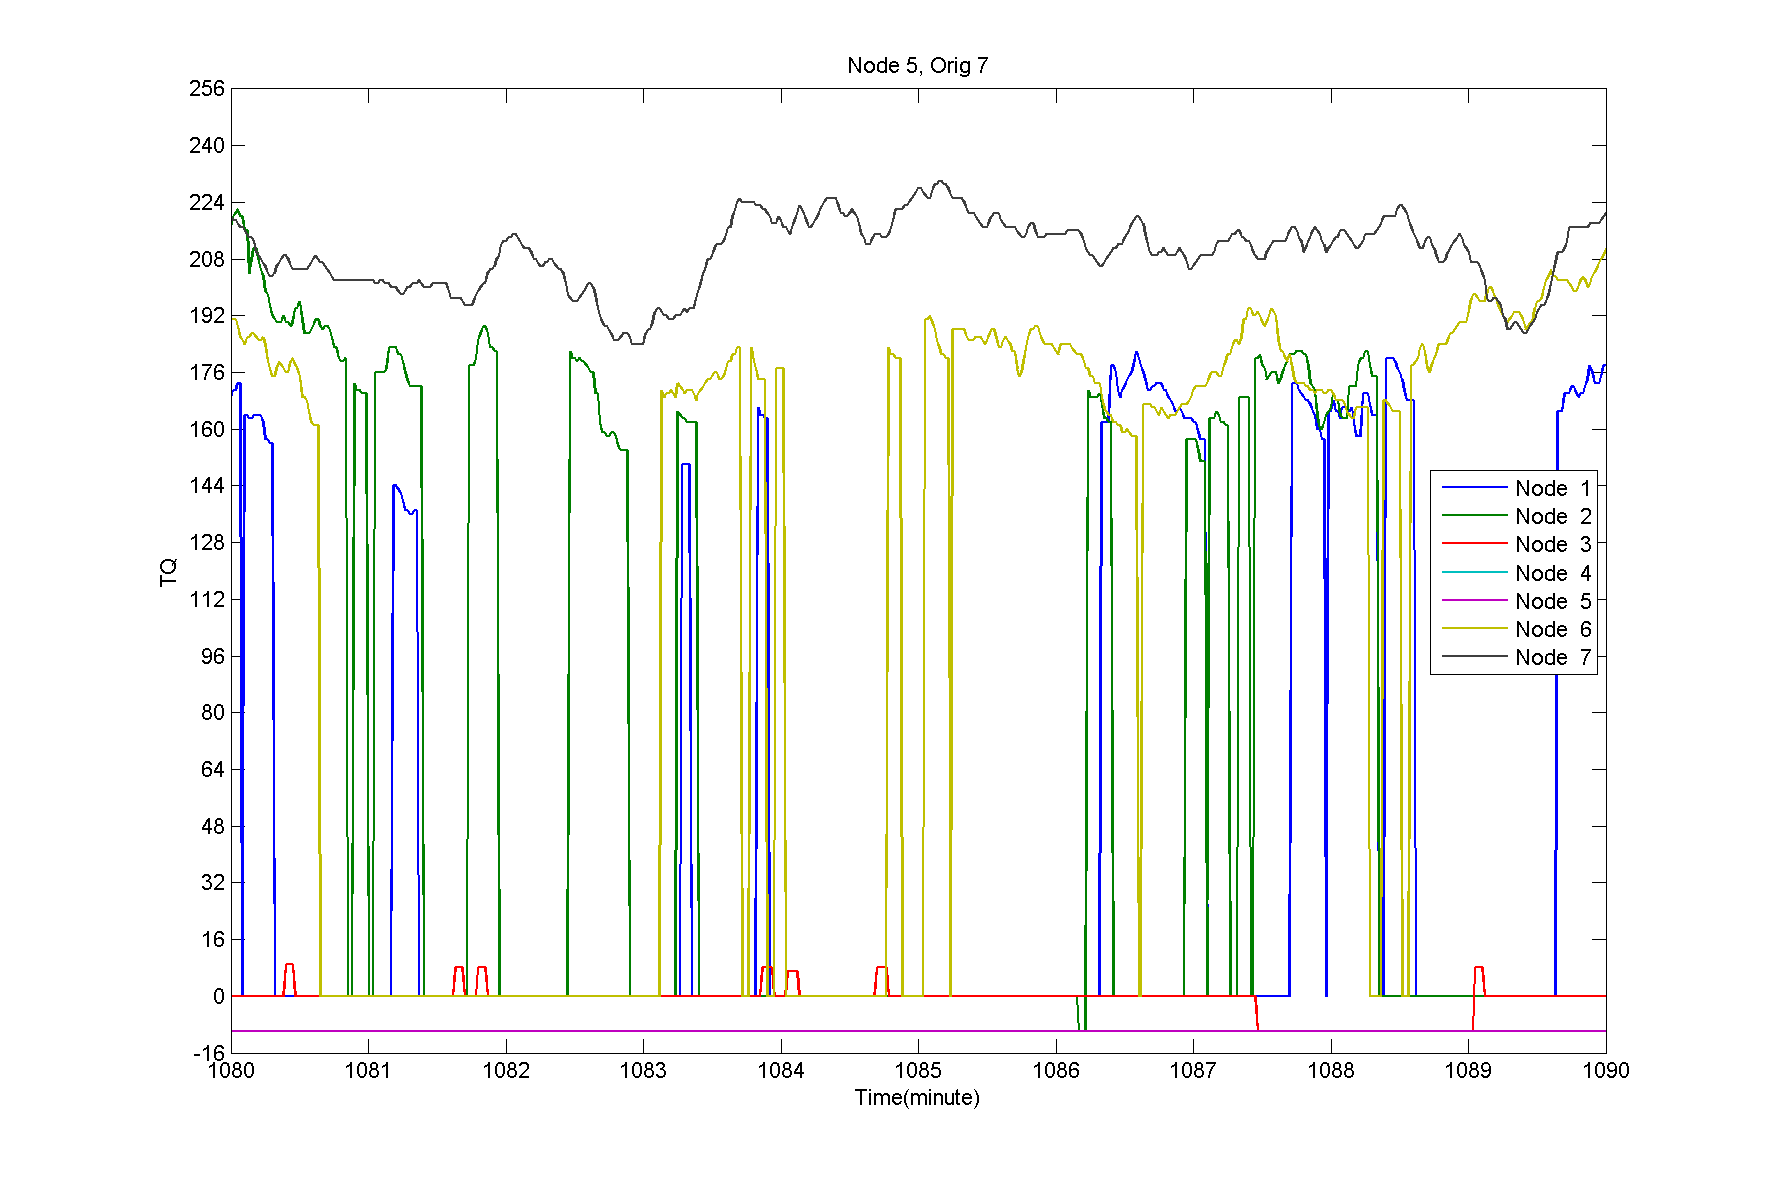 Node 5, Orig 7
256
240
224
208
192
176
160
144
128
112
96
80
64
48
32
16
0
-16
TQ
1080 1081 1082 1083 1084 1085 1086 1087 1088 1089 1090
Time(minute)
Node 1
Node 2
Node 3
Node 4
Node 5
Node 6
Node 7